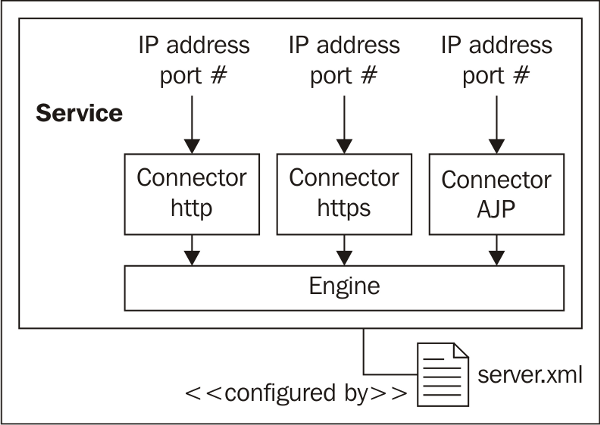 IP address
port #
IP address
port #
IP address
port #
Service
Connector
http
Connector
https
Connector
AJP
Engine
server.xml
<<configured by>>